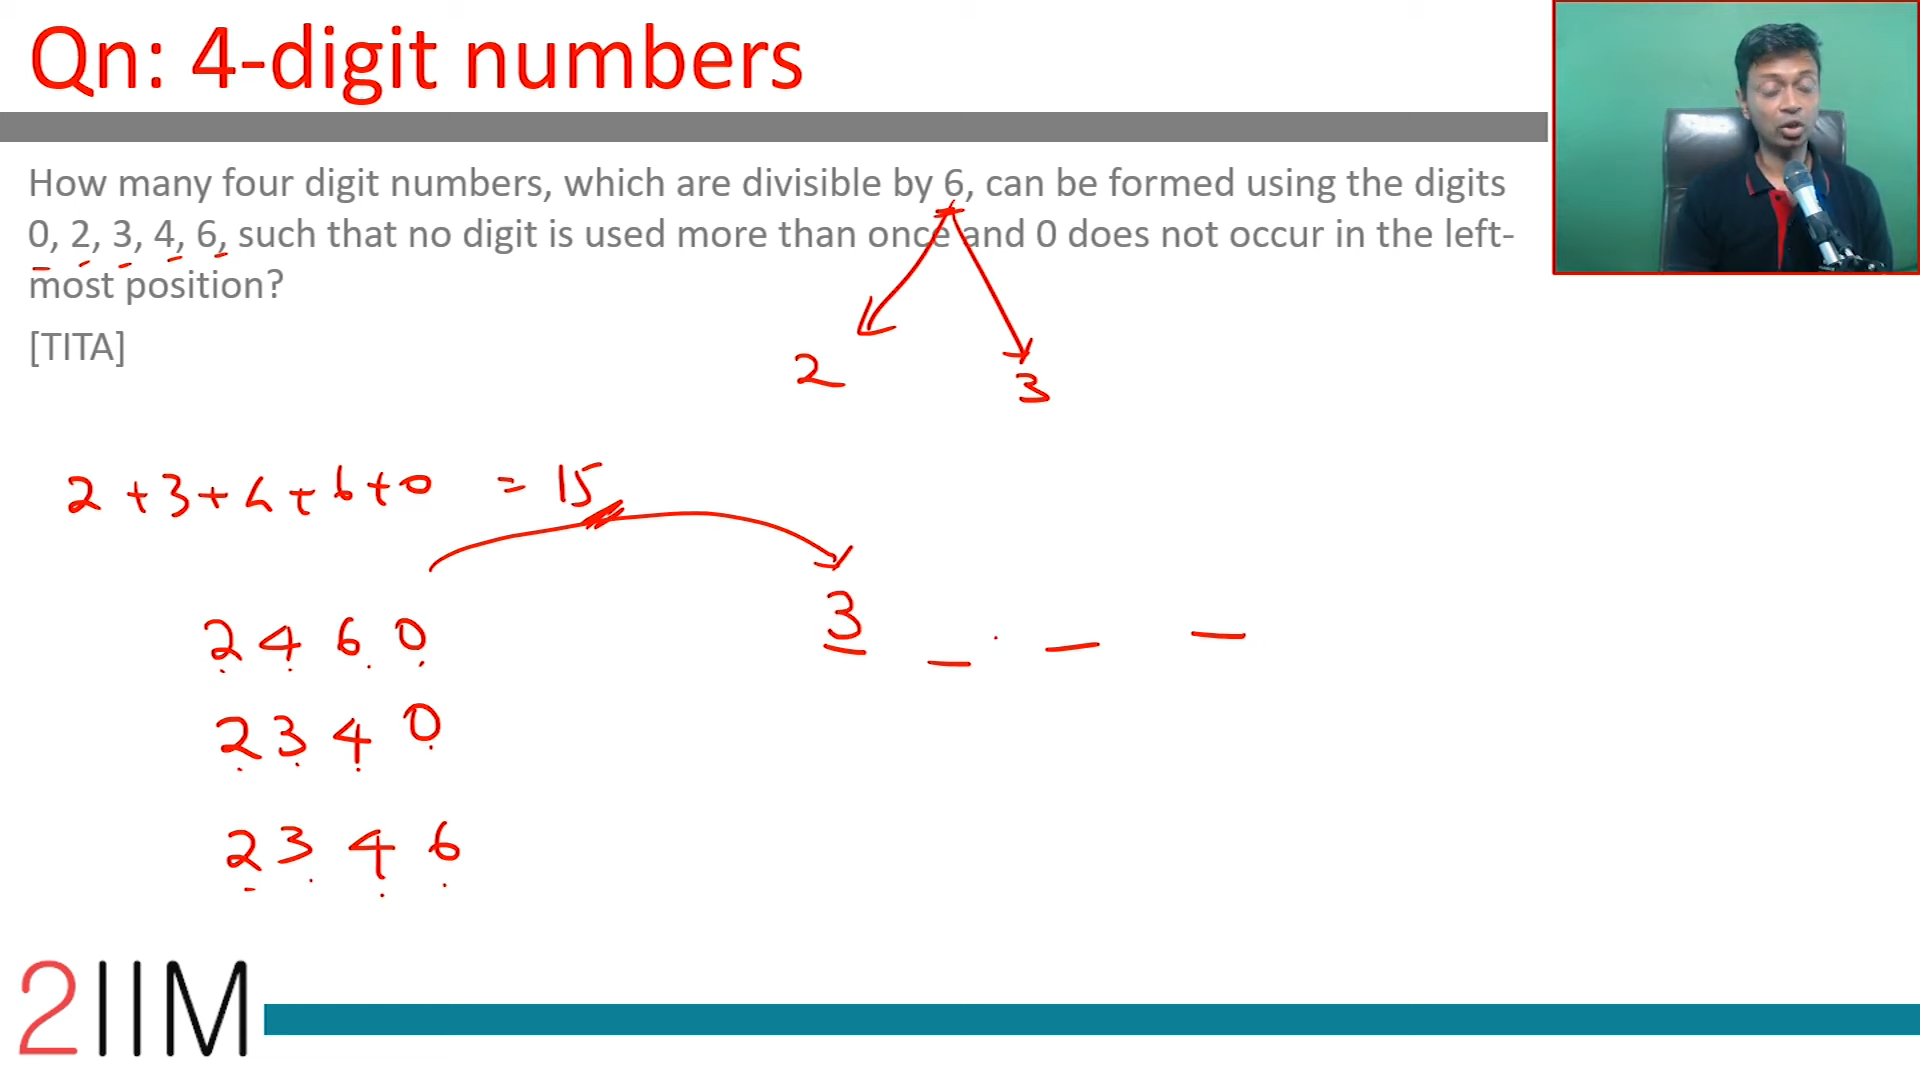 Qn: 4-digit numbers
How many four digit numbers, which are divisible by 6, can be formed using the digits
0, 2, 3, 4, 6, such that no digit is used more than once and 0 does not occur in the left-
most position?
[TITA]
2 3
2 + 3 + 4 + 6 + 0 = 15
2 4 6 0
3 _ _ _
2 3 4 0
2 3 4 6
2IIM